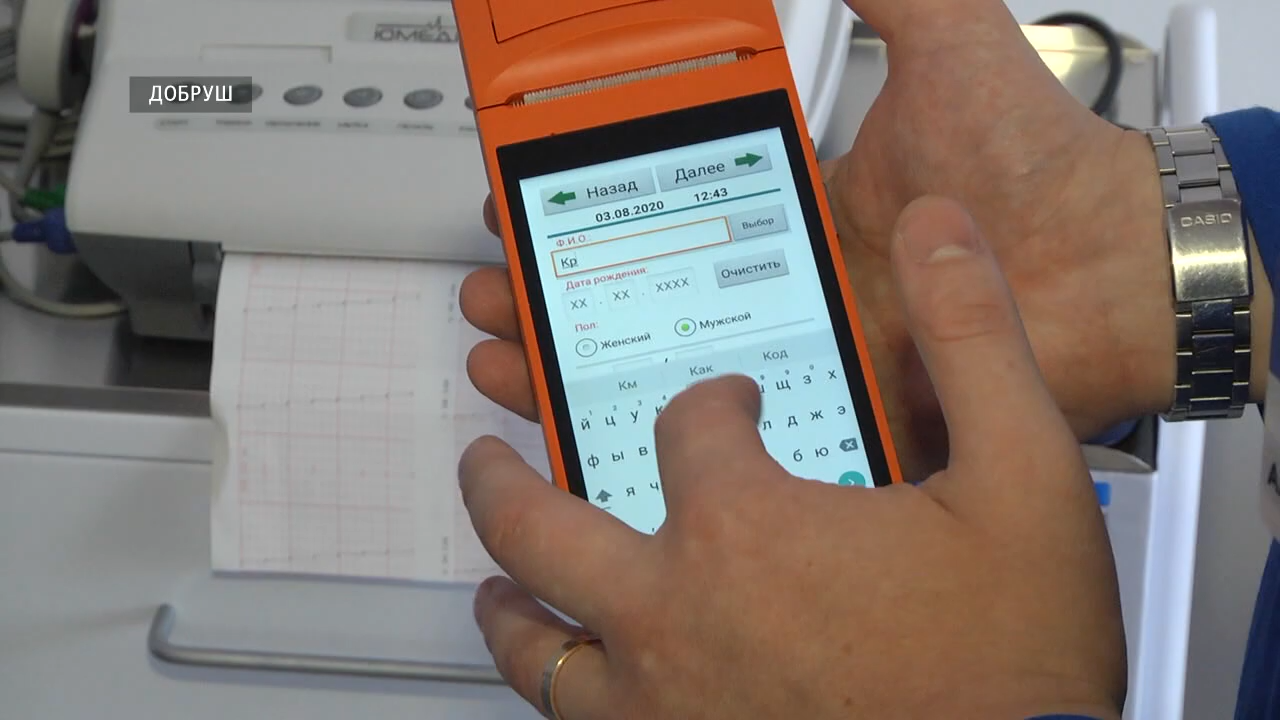 ЮМЕД
ДОБРУШ
Назад
Далее
03.08.2020 12:43
Ф.И.О.:
Кр
Выбор
Дата рождения:
XX . XX . XXXX
Очистить
Пол:
Женский
Мужской
Км Как Код
й ц у к щ з х
ф ы в л д ж э
я ч б ю
CASIO